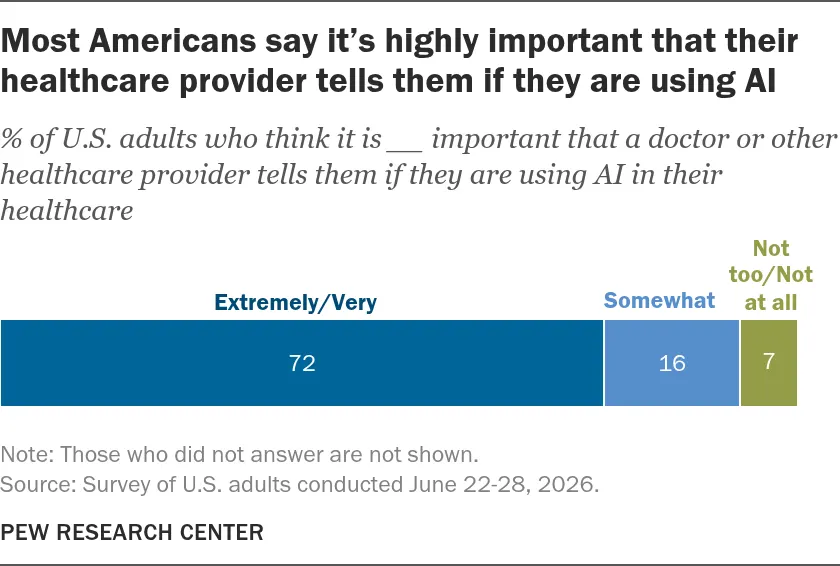 Most Americans say it’s highly important that their
healthcare provider tells them if they are using AI
% of U.S. adults who think it is __ important that a doctor or other
healthcare provider tells them if they are using AI in their
healthcare
Extremely/Very
Somewhat
Not
too/Not
at all
72
16
7
Note: Those who did not answer are not shown.
Source: Survey of U.S. adults conducted June 22-28, 2026.
PEW RESEARCH CENTER